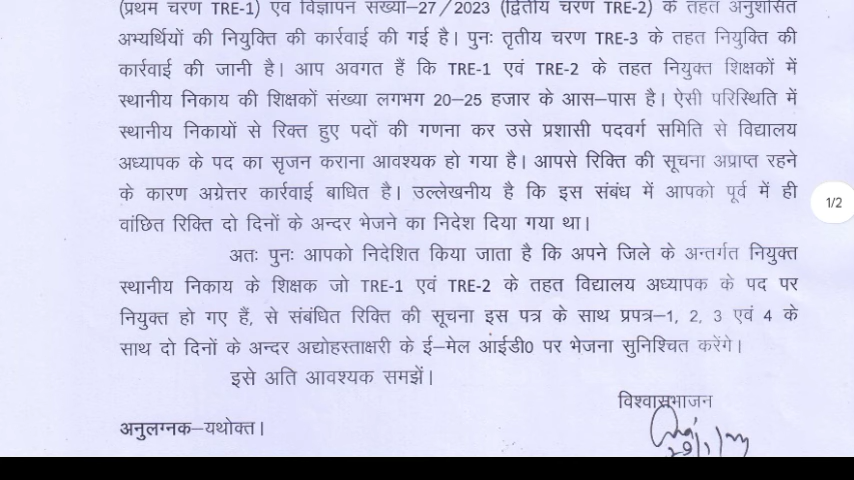 (प्रथम चरण TRE-1) एवं विज्ञापन संख्या–27/2023 (द्वितीय चरण TRE-2) के तहत अनुशंसित
अभ्यर्थियों की नियुक्ति की कार्रवाई की गई है। पुनः तृतीय चरण TRE-3 के तहत नियुक्ति की
कार्रवाई की जानी है। आप अवगत हैं कि TRE-1 एवं TRE-2 के तहत नियुक्त शिक्षकों में
स्थानीय निकाय की शिक्षकों संख्या लगभग 20–25 हजार के आस–पास है। ऐसी परिस्थिति में
स्थानीय निकायों से रिक्त हुए पदों की गणना कर उसे प्रशासी पदवर्ग समिति से विद्यालय
अध्यापक के पद का सृजन कराना आवश्यक हो गया है। आपसे रिक्ति की सूचना अप्राप्त रहने
के कारण अग्रेत्तर कार्रवाई बाधित है। उल्लेखनीय है कि इस संबंध में आपको पूर्व में ही
वांछित रिक्ति दो दिनों के अन्दर भेजने का निदेश दिया गया था।
अतः पुनः आपको निदेशित किया जाता है कि अपने जिले के अन्तर्गत नियुक्त
स्थानीय निकाय के शिक्षक जो TRE-1 एवं TRE-2 के तहत विद्यालय अध्यापक के पद पर
नियुक्त हो गए हैं, से संबंधित रिक्ति की सूचना इस पत्र के साथ प्रपत्र–1, 2, 3 एवं 4 के
साथ दो दिनों के अन्दर अद्योहस्ताक्षरी के ई–मेल आईडी0 पर भेजना सुनिश्चित करेंगे।
इसे अति आवश्यक समझें।
विश्वासभाजन
अनुलग्नक–यथोक्त।
1/2